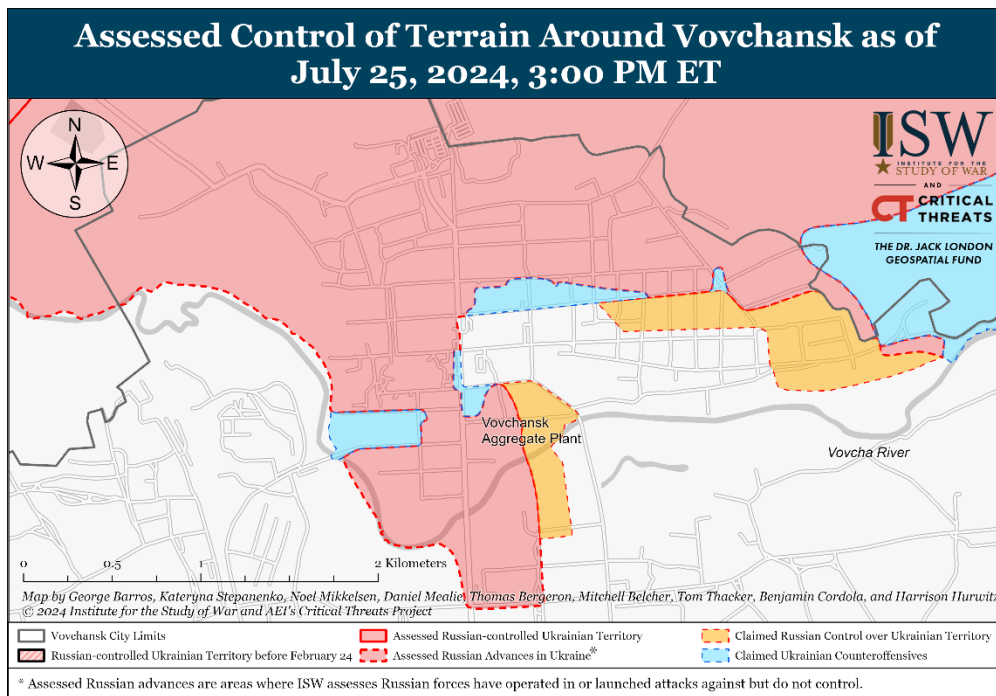 Assessed Control of Terrain Around Vovchansk as of
July 25, 2024, 3:00 PM ET
N
W E
S
ISW
INSTITUTE FOR THE
STUDY OF WAR
AND
CT CRITICAL
THREATS
THE DR. JACK LONDON
GEOSPATIAL FUND
Vovchansk
Aggregate Plant
Vovcha River
0 0.5 1 2 Kilometers
Map by George Barros, Kateryna Stepanenko, Noel Mikkelsen, Daniel Mealie, Thomas Bergeron, Mitchell Belcher, Tom Thacker, Benjamin Cordola, and Harrison Hurwitz
© 2024 Institute for the Study of War and AEI's Critical Threats Project
Vovchansk City Limits
Assessed Russian-controlled Ukrainian Territory
Claimed Russian Control over Ukrainian Territory
Russian-controlled Ukrainian Territory before February 24
Assessed Russian Advances in Ukraine*
Claimed Ukrainian Counteroffensives
* Assessed Russian advances are areas where ISW assesses Russian forces have operated in or launched attacks against but do not control.